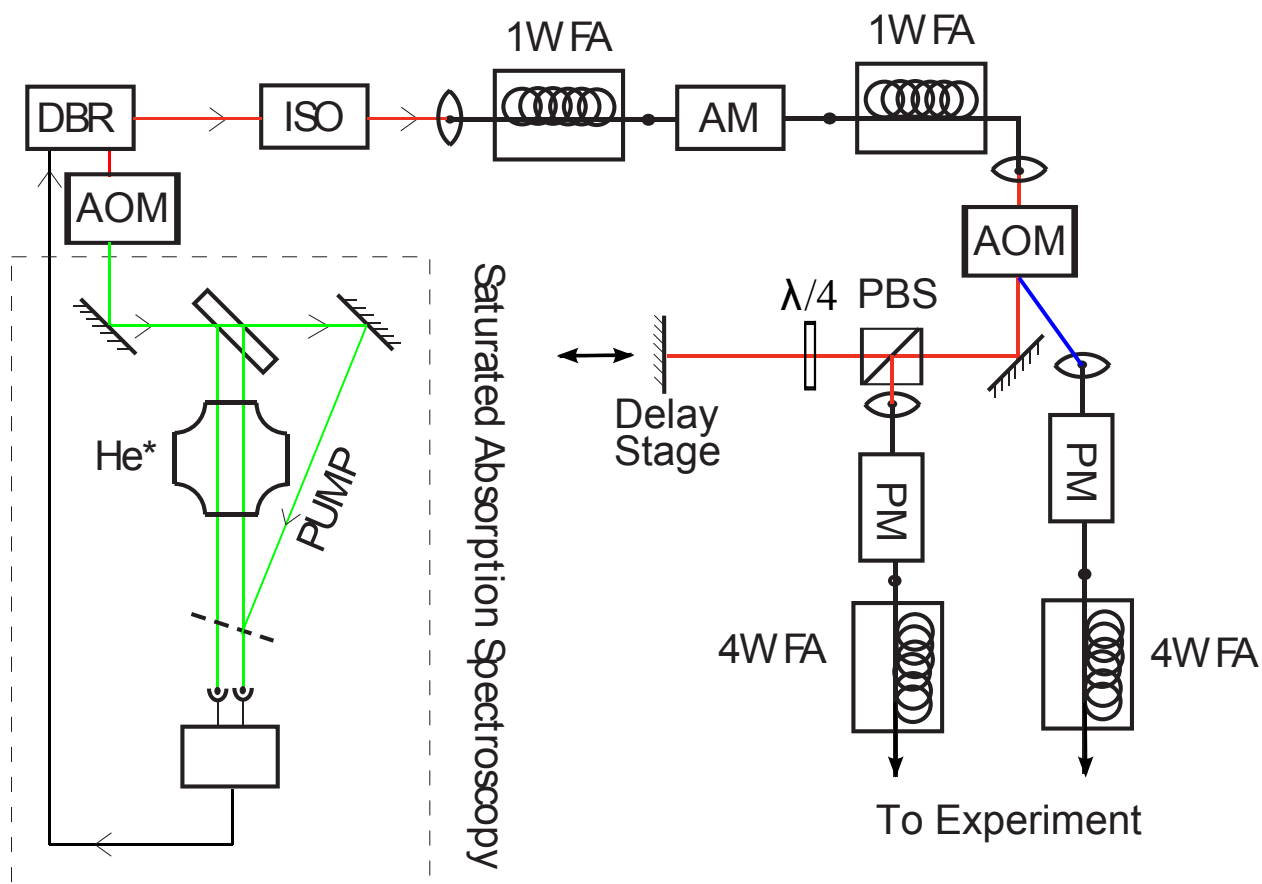 1W FA
1W FA
DBR
ISO
AM
AOM
AOM
λ/4
PBS
Delay
Stage
He*
PUMP
Saturated Absorption Spectroscopy
PM
PM
4W FA
4W FA
To Experiment